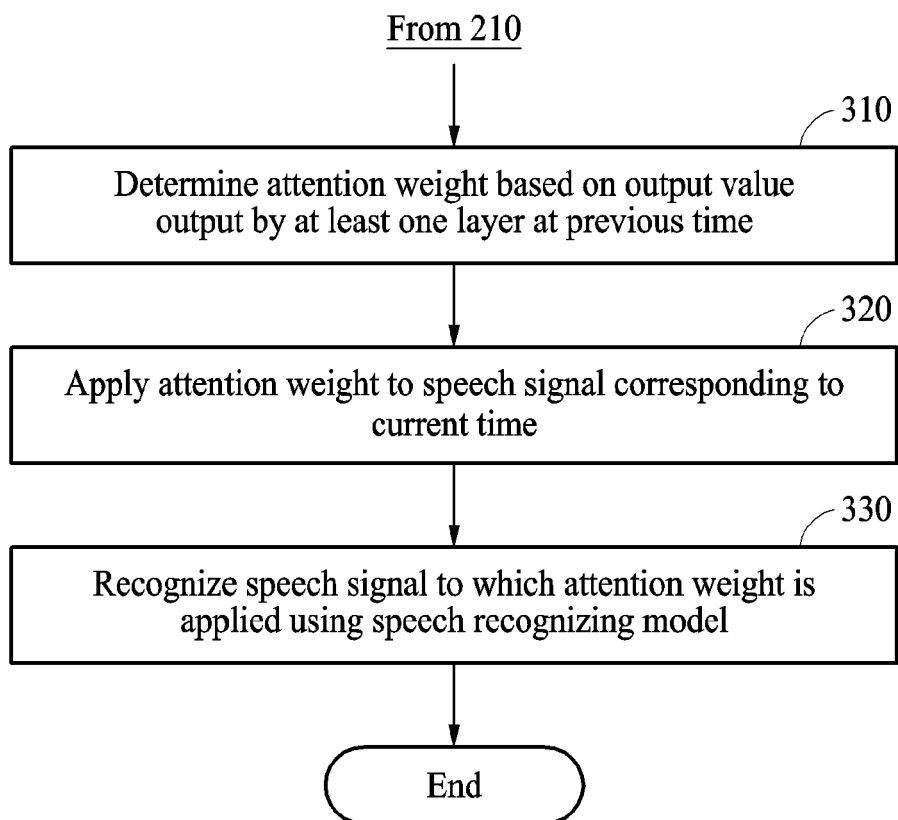 From 210
310
Determine attention weight based on output value
output by at least one layer at previous time
320
Apply attention weight to speech signal corresponding to
current time
330
Recognize speech signal to which attention weight is
applied using speech recognizing model
End